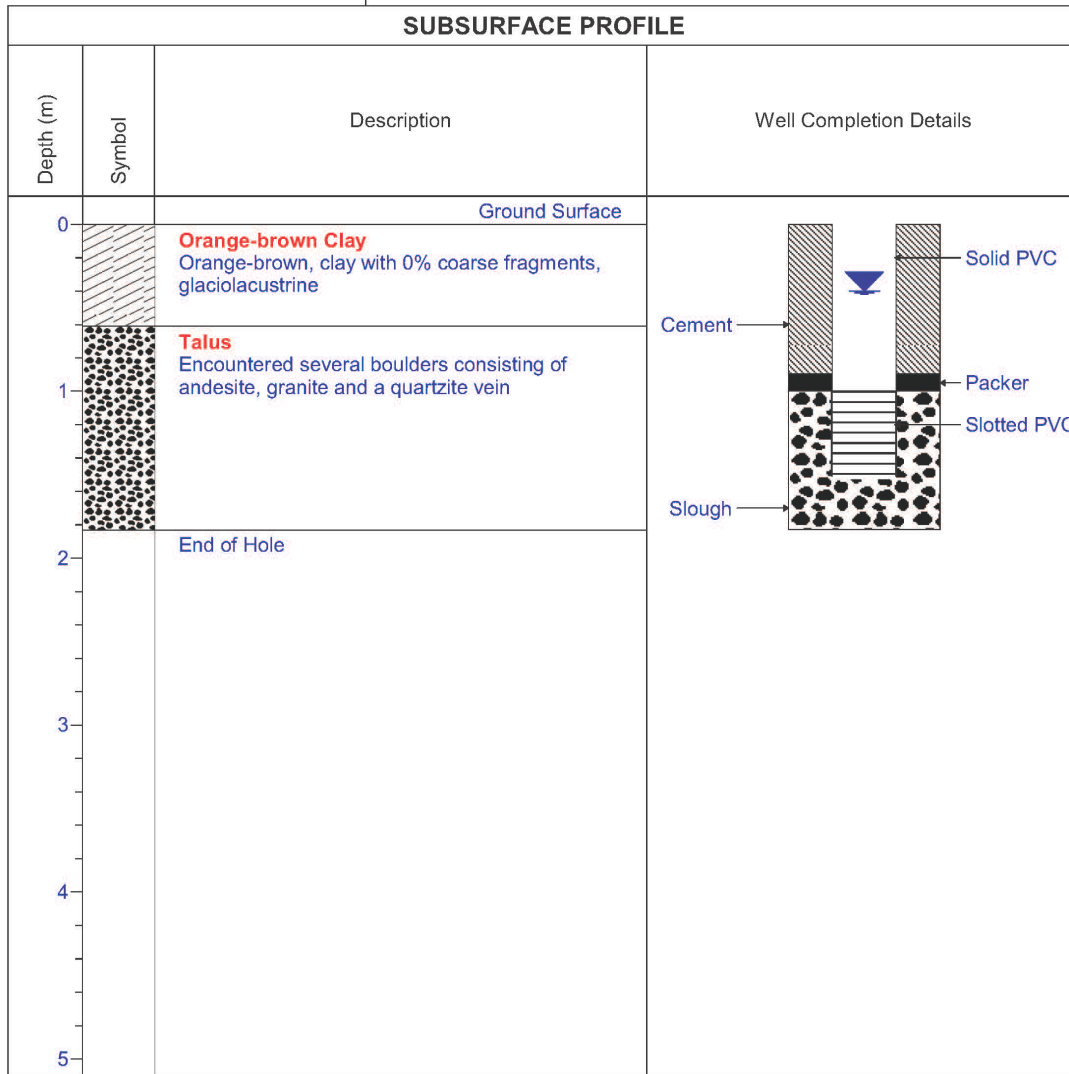 SUBSURFACE PROFILE
Depth (m)
Symbol
Description
Well Completion Details
Ground Surface
0
Orange-brown Clay
Orange-brown, clay with 0% coarse fragments,
glaciolacustrine
Talus
Encountered several boulders consisting of
andesite, granite and a quartzite vein
1
End of Hole
2
3
4
5
Solid PVC
Cement
Packer
Slotted PVC
Slough